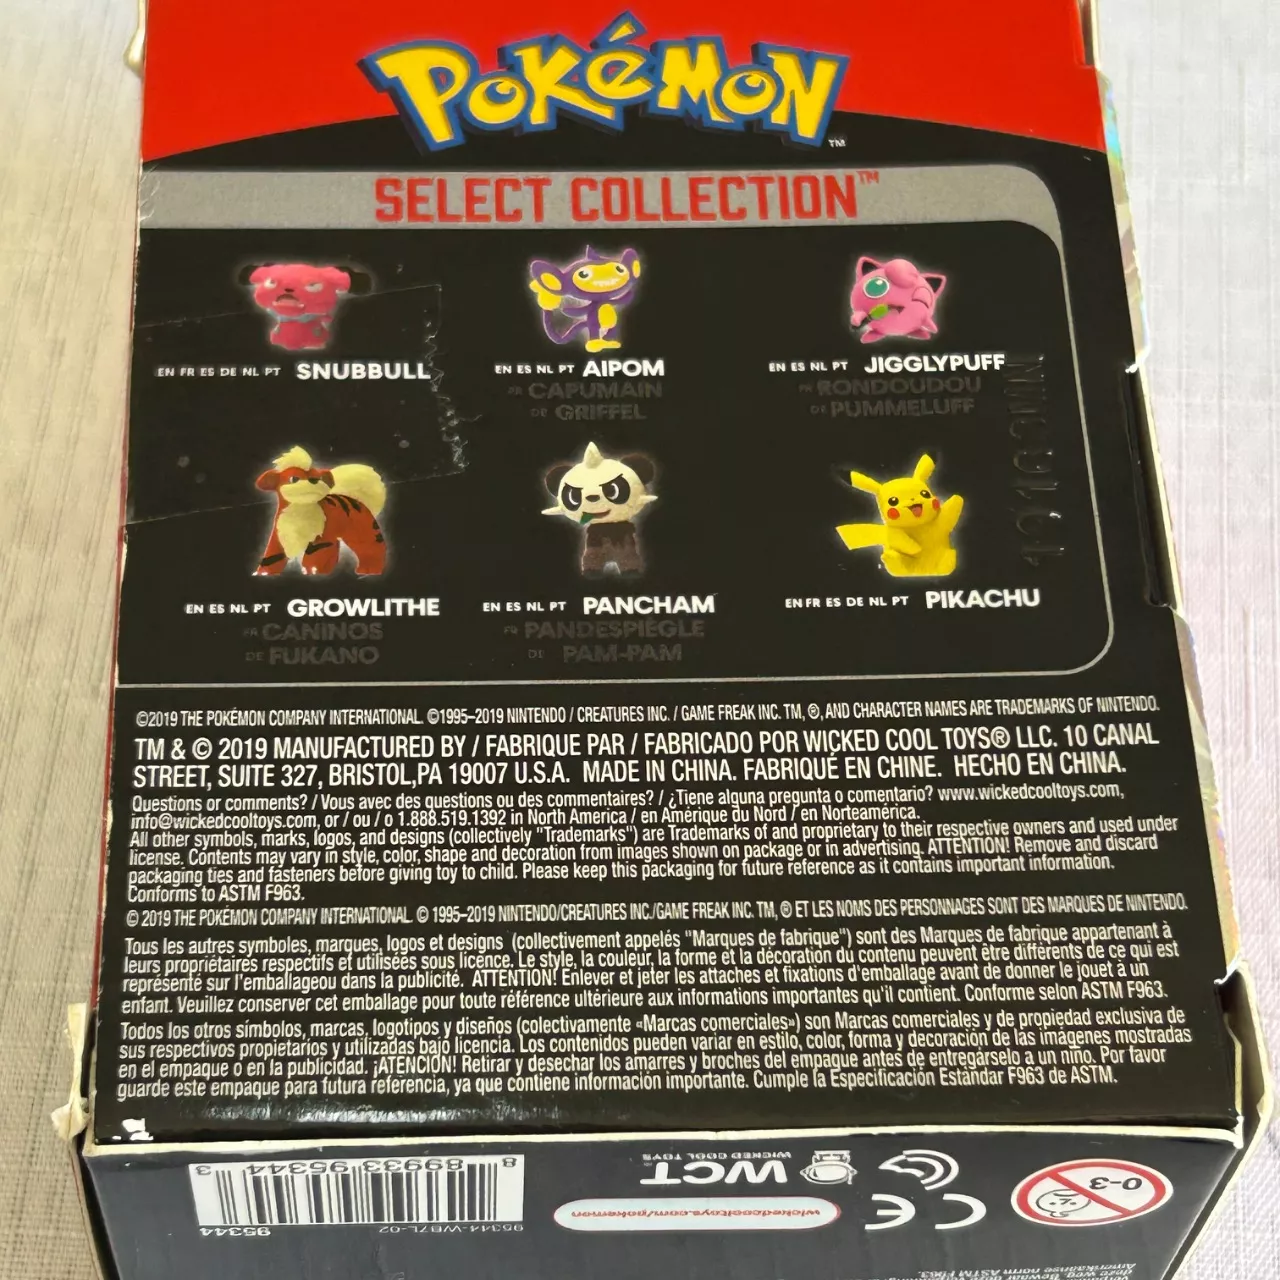 POKÉMON™
SELECT COLLECTION™
EN FR ES DE NL PT SNUBBULL
EN ES NL PT AIPOM
FR CAPUMAIN
DE GRIFFEL
EN ES NL PT JIGGLYPUFF
FR RONDOUDOU
DE PUMMELUFF
EN ES NL PT GROWLITHE
FR CANINOS
DE FUKANO
EN ES NL PT PANCHAM
FR PANDESPIÈGLE
DE PAM-PAM
EN FR ES DE NL PT PIKACHU
©2019 THE POKÉMON COMPANY INTERNATIONAL. ©1995–2019 NINTENDO / CREATURES INC. / GAME FREAK INC. TM, ®, AND CHARACTER NAMES ARE TRADEMARKS OF NINTENDO.
TM & © 2019 MANUFACTURED BY / FABRIQUE PAR / FABRICADO POR WICKED COOL TOYS® LLC. 10 CANAL
STREET, SUITE 327, BRISTOL,PA 19007 U.S.A. MADE IN CHINA. FABRIQUÉ EN CHINE. HECHO EN CHINA.
Questions or comments? / Vous avec des questions ou des commentaires? / ¿Tiene alguna pregunta o comentario? www.wickedcooltoys.com,
info@wickedcooltoys.com, or / ou / o 1.888.519.1392 in North America / en Amérique du Nord / en Norteamérica.
All other symbols, marks, logos, and designs (collectively "Trademarks") are Trademarks of and proprietary to their respective owners and used under
license. Contents may vary in style, color, shape and decoration from images shown on package or in advertising. ATTENTION! Remove and discard
packaging ties and fasteners before giving toy to child. Please keep this packaging for future reference as it contains important information.
Conforms to ASTM F963.
© 2019 THE POKÉMON COMPANY INTERNATIONAL. © 1995–2019 NINTENDO/CREATURES INC./GAME FREAK INC. TM, ® ET LES NOMS DES PERSONNAGES SONT DES MARQUES DE NINTENDO.
Tous les autres symboles, marques, logos et designs (collectivement appelés "Marques de fabrique") sont des Marques de fabrique appartenant à
leurs propriétaires respectifs et utilisées sous licence. Le style, la couleur, la forme et la décoration du contenu peuvent être différents de ce qui est
représenté sur l'emballageou dans la publicité. ATTENTION! Enlever et jeter les attaches et fixations d'emballage avant de donner le jouet à un
enfant. Veuillez conserver cet emballage pour toute référence ultérieure aux informations importantes qu'il contient. Conforme selon ASTM F963.
Todos los otros símbolos, marcas, logotipos y diseños (colectivamente «Marcas comerciales») son Marcas comerciales y de propiedad exclusiva de
sus respectivos propietarios y utilizadas bajo licencia. Los contenidos pueden variar en estilo, color, forma y decoración de las imágenes mostradas
en el empaque o en la publicidad. ¡ATENCIÓN! Retirar y desechar los amarres y broches del empaque antes de entregárselo a un niño. Por favor
guarde este empaque para futura referencia, ya que contiene información importante. Cumple la Especificación Estándar F963 de ASTM.
8 89933 95344 3
95344
95344-WB7L-02
WCT
WICKED COOL TOYS
wickedcooltoys.com/pokemon
CE
0-3
Amerikaanse norm ASTM F963.